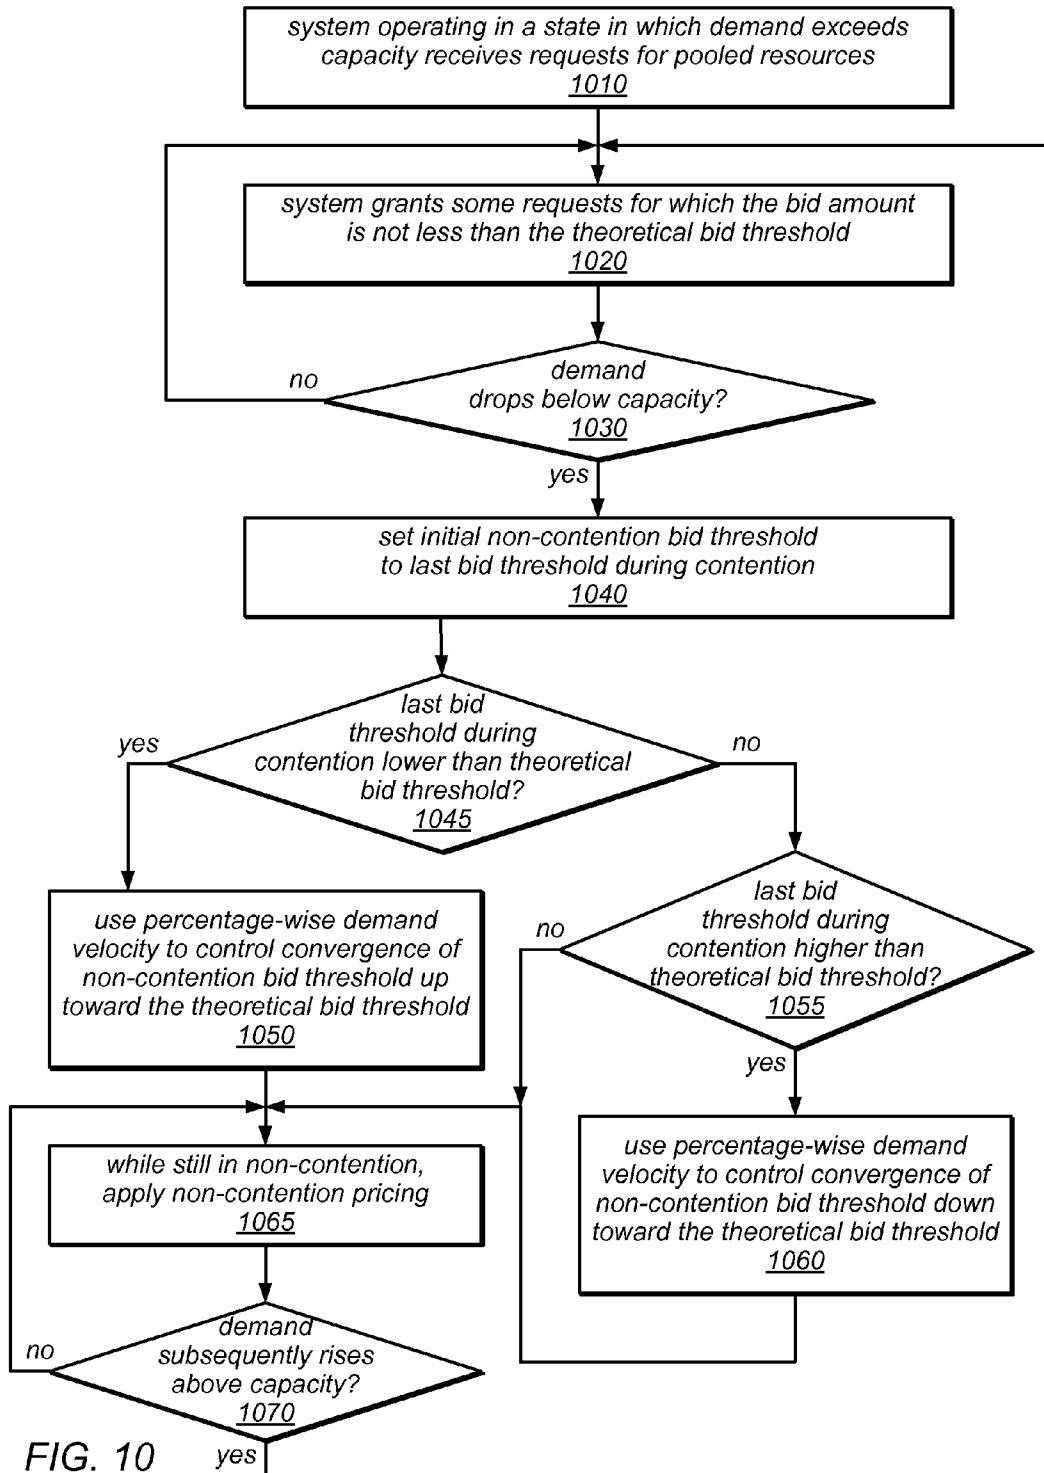 system operating in a state in which demand exceeds
capacity receives requests for pooled resources
1010
system grants some requests for which the bid amount
is not less than the theoretical bid threshold
1020
demand
drops below capacity?
1030
no
yes
set initial non-contention bid threshold
to last bid threshold during contention
1040
last bid
threshold during
contention lower than theoretical
bid threshold?
1045
yes
no
use percentage-wise demand
velocity to control convergence of
non-contention bid threshold up
toward the theoretical bid threshold
1050
last bid
threshold during
contention higher than
theoretical bid threshold?
1055
no
yes
use percentage-wise demand
velocity to control convergence of
non-contention bid threshold down
toward the theoretical bid threshold
1060
while still in non-contention,
apply non-contention pricing
1065
demand
subsequently rises
above capacity?
1070
no
yes
FIG. 10